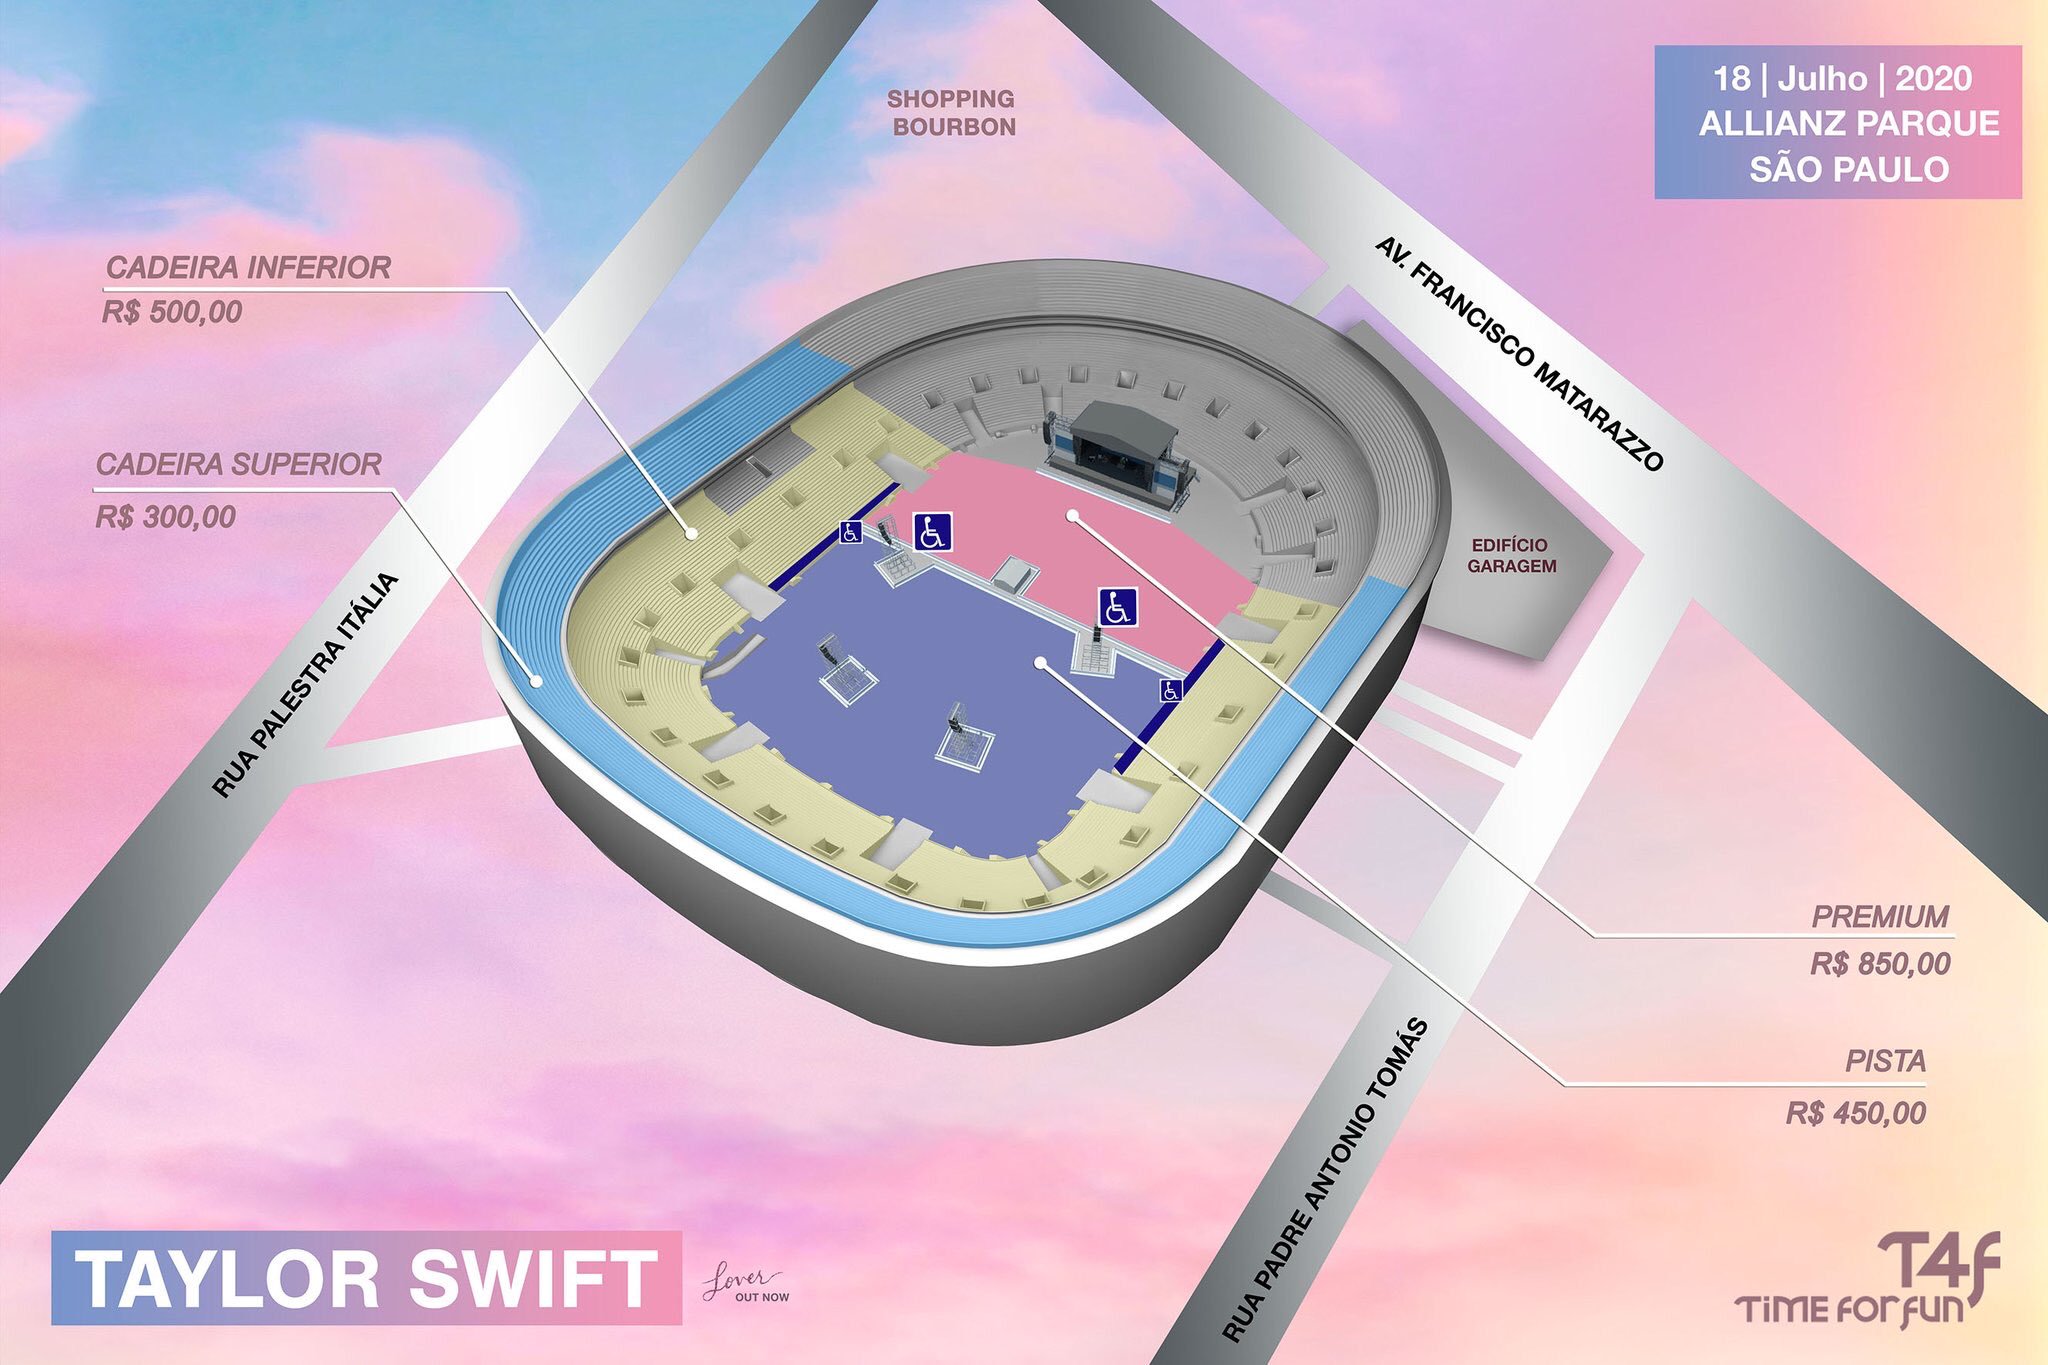 18 | Julho | 2020
ALLIANZ PARQUE
SÃO PAULO
SHOPPING
BOURBON
AV. FRANCISCO MATARAZZO
CADEIRA INFERIOR
R$ 500,00
CADEIRA SUPERIOR
R$ 300,00
EDIFÍCIO
GARAGEM
RUA PALESTRA ITÁLIA
PREMIUM
R$ 850,00
PISTA
R$ 450,00
RUA PADRE ANTONIO TOMÁS
TAYLOR SWIFT
Lover
OUT NOW
T4f
TIME FOR FUN